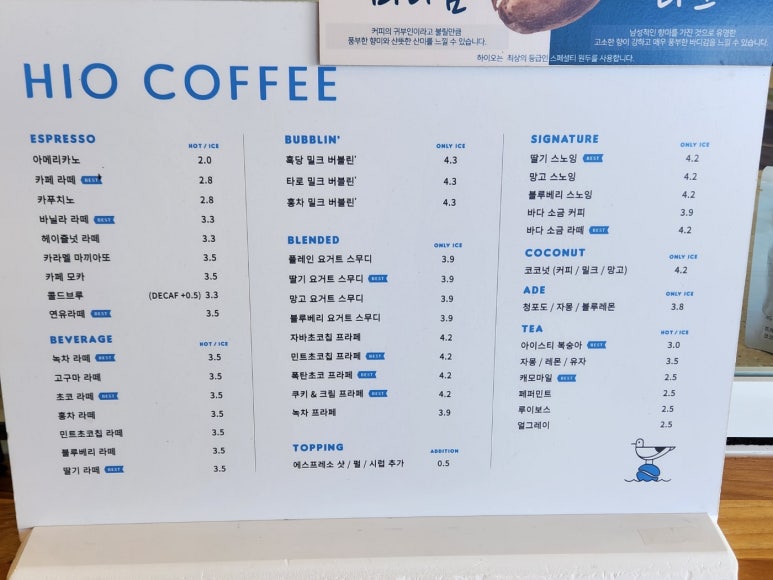 커피의 귀부인이라고 불릴만큼
풍부한 향미와 산뜻한 산미를 느낄 수 있습니다.
남성적인 향미를 가진 것으로 유명한
고소한 향이 강하고 매우 풍부한 바디감을 느낄 수 있습니다.
하이오는 최상의 등급인 스페셜티 원두를 사용합니다.
HIO COFFEE
ESPRESSO HOT / ICE
아메리카노 2.0
카페 라떼 BEST 2.8
카푸치노 2.8
바닐라 라떼 BEST 3.3
헤이즐넛 라떼 3.3
카라멜 마끼아또 3.5
카페 모카 3.5
콜드브루 (DECAF +0.5) 3.3
연유라떼 BEST 3.5
BEVERAGE HOT / ICE
녹차 라떼 BEST 3.5
고구마 라떼 3.5
초코 라떼 BEST 3.5
홍차 라떼 3.5
민트초코칩 라떼 3.5
블루베리 라떼 3.5
딸기 라떼 BEST 3.5
BUBBLIN' ONLY ICE
흑당 밀크 버블린' 4.3
타로 밀크 버블린' 4.3
홍차 밀크 버블린' 4.3
BLENDED ONLY ICE
플레인 요거트 스무디 3.9
딸기 요거트 스무디 BEST 3.9
망고 요거트 스무디 3.9
블루베리 요거트 스무디 3.9
자바초코칩 프라페 4.2
민트초코칩 프라페 BEST 4.2
폭탄초코 프라페 BEST 4.2
쿠키 & 크림 프라페 BEST 4.2
녹차 프라페 3.9
TOPPING ADDITION
에스프레소 샷 / 펄 / 시럽 추가 0.5
SIGNATURE ONLY ICE
딸기 스노잉 BEST 4.2
망고 스노잉 4.2
블루베리 스노잉 4.2
바다 소금 커피 3.9
바다 소금 라떼 BEST 4.2
COCONUT ONLY ICE
코코넛 (커피 / 밀크 / 망고) 4.2
ADE ONLY ICE
청포도 / 자몽 / 블루레몬 3.8
TEA HOT / ICE
아이스티 복숭아 BEST 3.0
자몽 / 레몬 / 유자 3.5
캐모마일 BEST 2.5
페퍼민트 2.5
루이보스 2.5
얼그레이 2.5